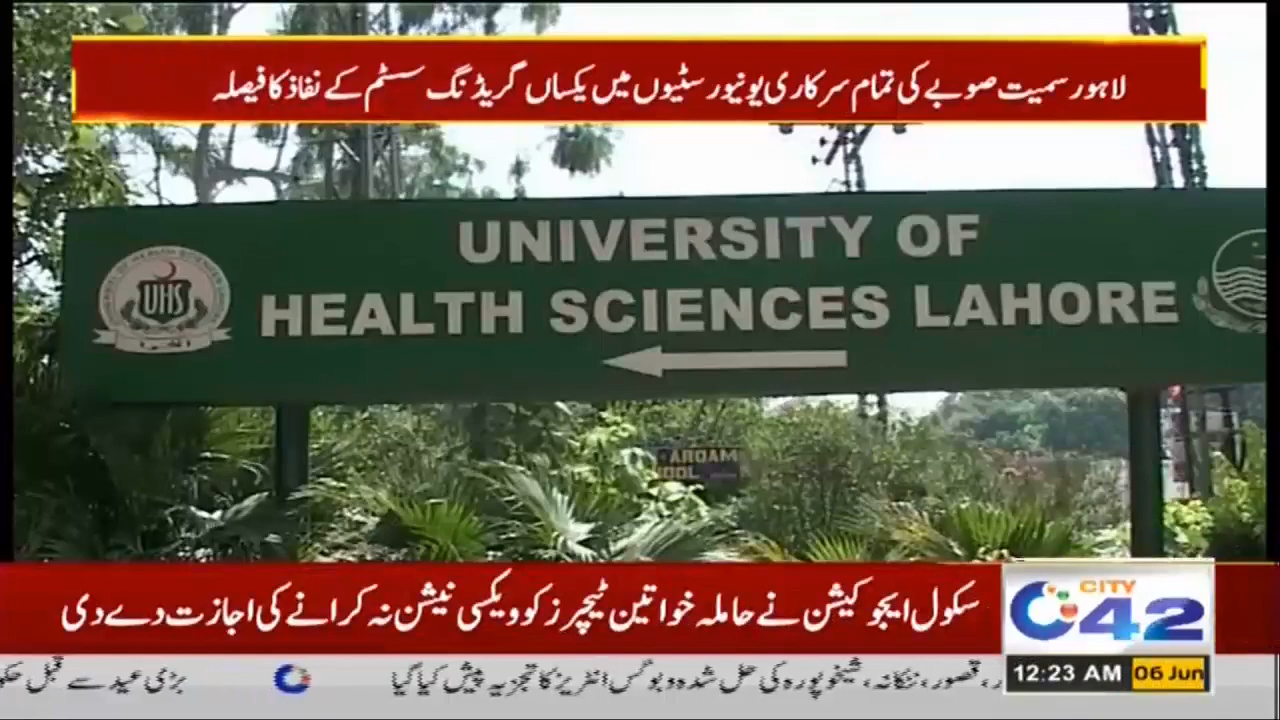 لاہور سمیت صوبے کی تمام سرکاری یونیورسٹیوں میں یکساں گریڈنگ سسٹم کے نفاذ کا فیصلہ
UNIVERSITY OF
HEALTH SCIENCES LAHORE
UHS
سکول ایجوکیشن نے حاملہ خواتین ٹیچرز کو ویکسی نیشن نہ کرانے کی اجازت دے دی
CITY
42
12:23 AM 06 Jun
قصور، ننکانہ، شیخوپورہ کی حل شدہ و بوگس انٹریز کا تجزیہ پیش کیا گیا
بڑی عید سے قبل